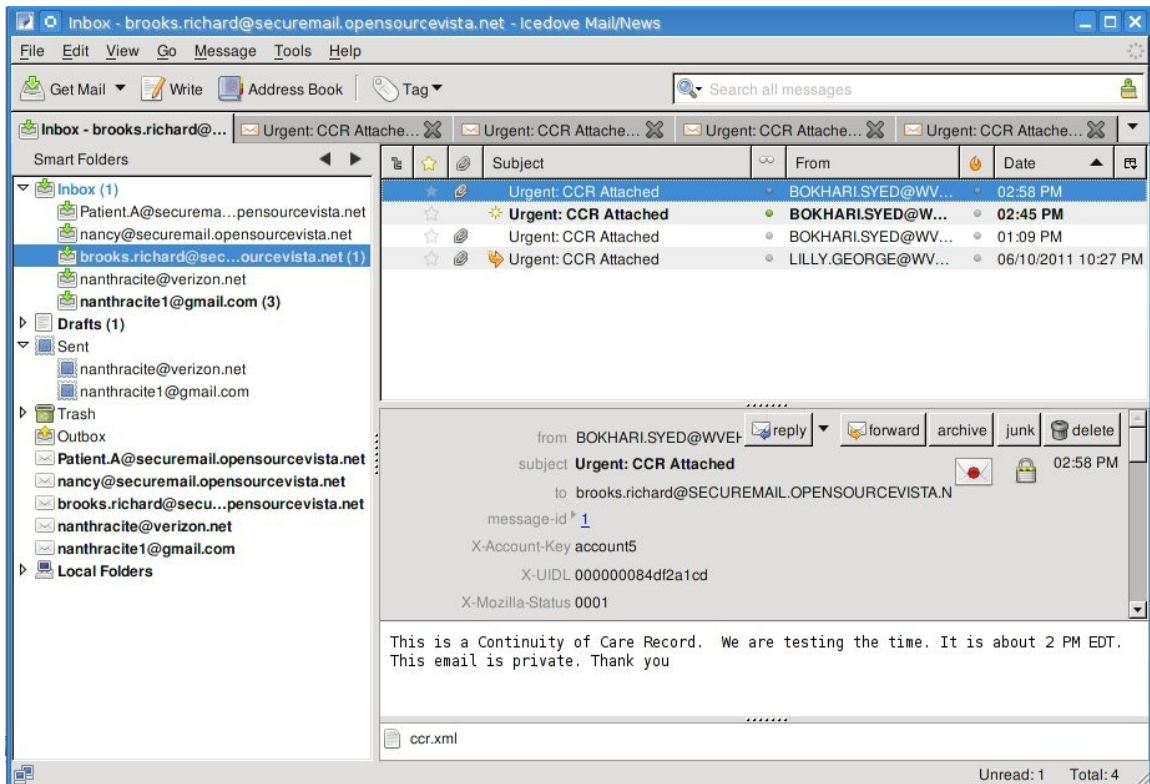 Inbox - brooks.richard@securemail.opensourcevista.net - Icedove Mail/News
File Edit View Go Message Tools Help
Get Mail Write Address Book Tag Search all messages
Inbox - brooks.richard@... Urgent: CCR Attache... Urgent: CCR Attache... Urgent: CCR Attache... Urgent: CCR Attache...
Smart Folders
Inbox (1)
Patient.A@securema...pensourcevista.net
nancy@securemail.opensourcevista.net
brooks.richard@sec...ourcevista.net (1)
nanthracite@verizon.net
nanthracite1@gmail.com (3)
Drafts (1)
Sent
nanthracite@verizon.net
nanthracite1@gmail.com
Trash
Outbox
Patient.A@securemail.opensourcevista.net
nancy@securemail.opensourcevista.net
brooks.richard@secu...pensourcevista.net
nanthracite@verizon.net
nanthracite1@gmail.com
Local Folders
Subject From Date
Urgent: CCR Attached BOKHARI.SYED@WV... 02:58 PM
Urgent: CCR Attached BOKHARI.SYED@W... 02:45 PM
Urgent: CCR Attached BOKHARI.SYED@WV... 01:09 PM
Urgent: CCR Attached LILLY.GEORGE@WV... 06/10/2011 10:27 PM
from BOKHARI.SYED@WVEH reply forward archive junk delete
subject Urgent: CCR Attached 02:58 PM
to brooks.richard@SECUREMAIL.OPENSOURCEVISTA.N
message-id 1
X-Account-Key account5
X-UIDL 000000084df2a1cd
X-Mozilla-Status 0001
This is a Continuity of Care Record. We are testing the time. It is about 2 PM EDT.
This email is private. Thank you
ccr.xml
Unread: 1 Total: 4